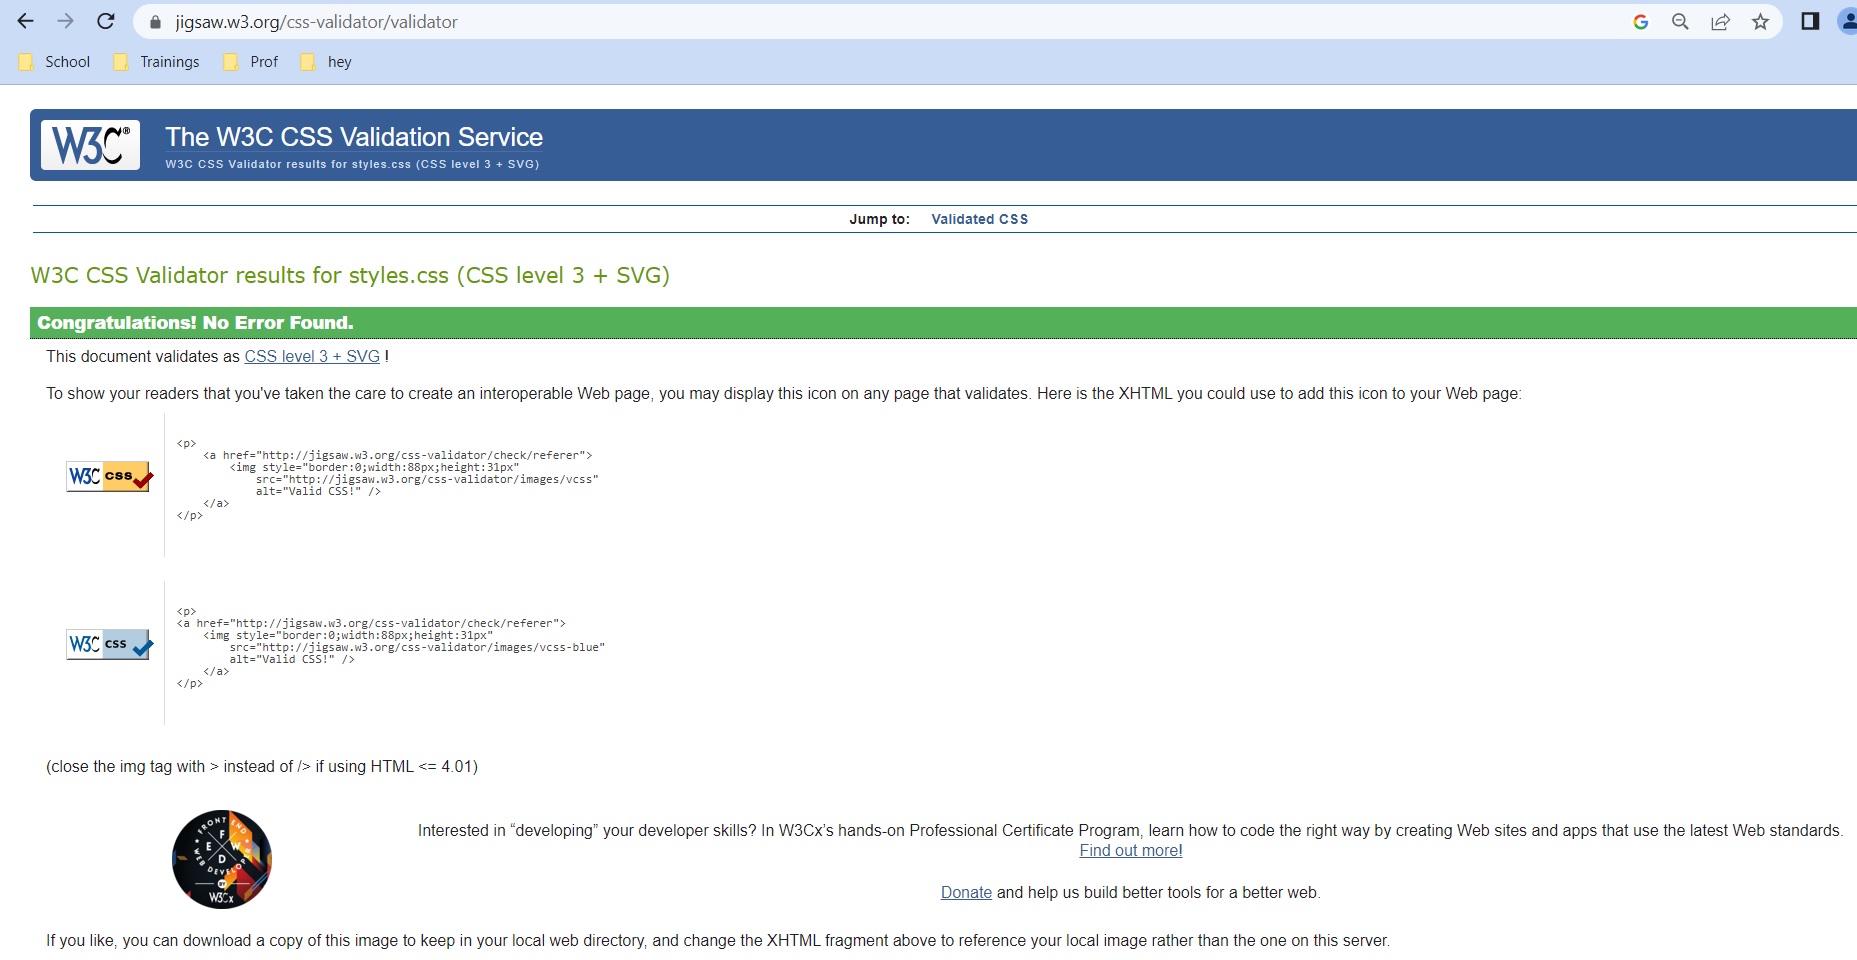 jigsaw.w3.org/css-validator/validator
School Trainings Prof hey
W3C®
The W3C CSS Validation Service
W3C CSS Validator results for styles.css (CSS level 3 + SVG)
Jump to: Validated CSS
W3C CSS Validator results for styles.css (CSS level 3 + SVG)
Congratulations! No Error Found.
This document validates as CSS level 3 + SVG !
To show your readers that you've taken the care to create an interoperable Web page, you may display this icon on any page that validates. Here is the XHTML you could use to add this icon to your Web page:
W3C css
<p>
<a href="http://jigsaw.w3.org/css-validator/check/referer">
<img style="border:0;width:88px;height:31px"
src="http://jigsaw.w3.org/css-validator/images/vcss"
alt="Valid CSS!" />
</a>
</p>
W3C css
<p>
<a href="http://jigsaw.w3.org/css-validator/check/referer">
<img style="border:0;width:88px;height:31px"
src="http://jigsaw.w3.org/css-validator/images/vcss-blue"
alt="Valid CSS!" />
</a>
</p>
(close the img tag with > instead of /> if using HTML <= 4.01)
FRONT END
F E W D
WEB DEVELOPER
BY
W3Cx
Interested in “developing” your developer skills? In W3Cx’s hands-on Professional Certificate Program, learn how to code the right way by creating Web sites and apps that use the latest Web standards.
Find out more!
Donate and help us build better tools for a better web.
If you like, you can download a copy of this image to keep in your local web directory, and change the XHTML fragment above to reference your local image rather than the one on this server.